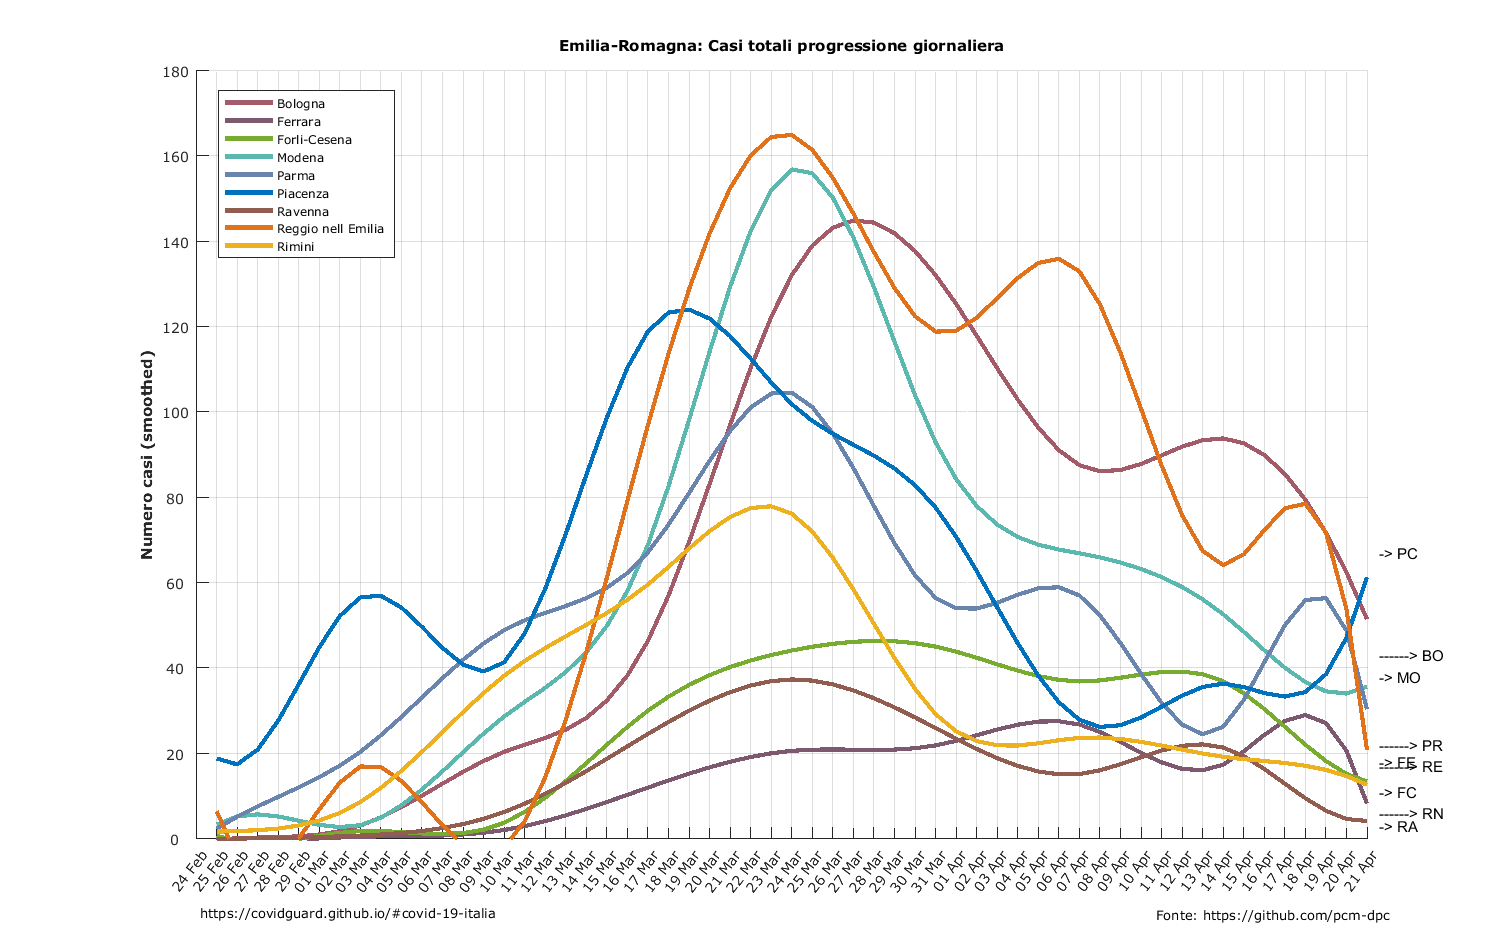 Emilia-Romagna: Casi totali progressione giornaliera
180
160
140
120
100
80
60
40
20
0
Numero casi (smoothed)
Bologna
Ferrara
Forli-Cesena
Modena
Parma
Piacenza
Ravenna
Reggio nell Emilia
Rimini
-> PC
------> BO
-> MO
------> PR
-> FE
------> RE
-> FC
------> RN
-> RA
24 Feb
25 Feb
26 Feb
27 Feb
28 Feb
29 Feb
01 Mar
02 Mar
03 Mar
04 Mar
05 Mar
06 Mar
07 Mar
08 Mar
09 Mar
10 Mar
11 Mar
12 Mar
13 Mar
14 Mar
15 Mar
16 Mar
17 Mar
18 Mar
19 Mar
20 Mar
21 Mar
22 Mar
23 Mar
24 Mar
25 Mar
26 Mar
27 Mar
28 Mar
29 Mar
30 Mar
31 Mar
01 Apr
02 Apr
03 Apr
04 Apr
05 Apr
06 Apr
07 Apr
08 Apr
09 Apr
10 Apr
11 Apr
12 Apr
13 Apr
14 Apr
15 Apr
16 Apr
17 Apr
18 Apr
19 Apr
20 Apr
21 Apr
https://covidguard.github.io/#covid-19-italia
Fonte: https://github.com/pcm-dpc